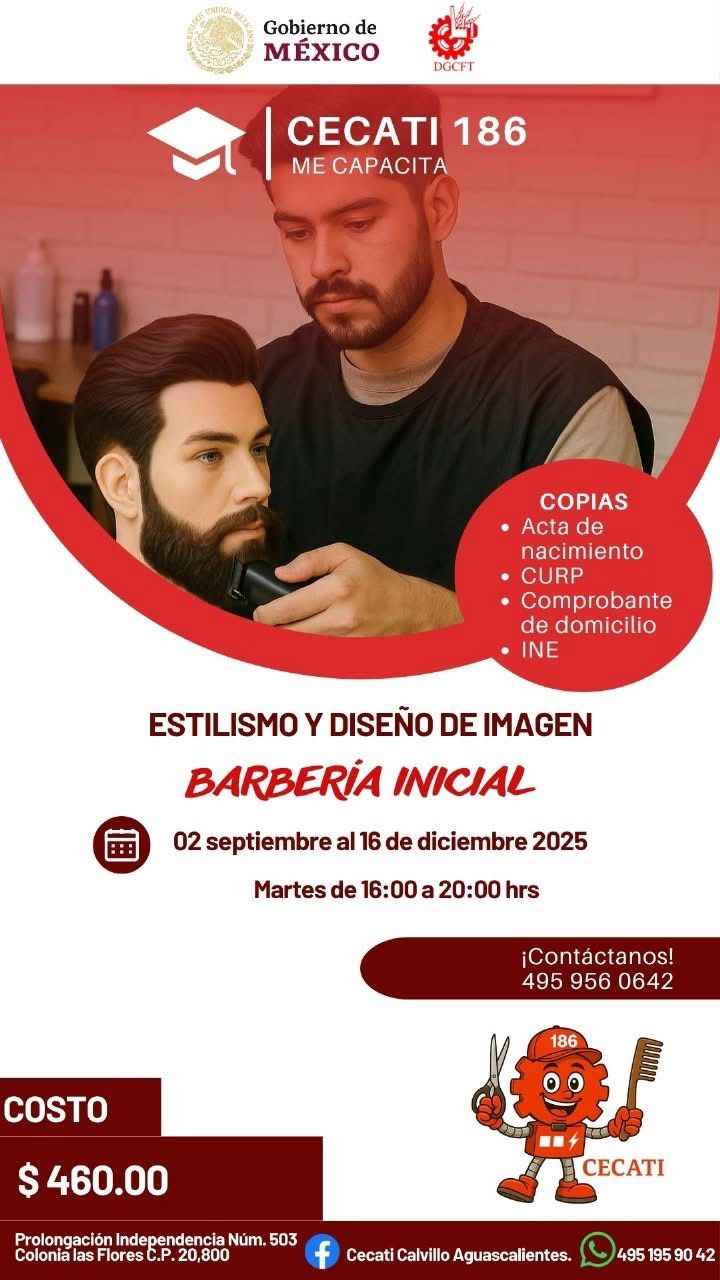 Gobierno de
MÉXICO
DGCFT
CECATI 186
ME CAPACITA
COPIAS
• Acta de
nacimiento
• CURP
• Comprobante
de domicilio
• INE
ESTILISMO Y DISEÑO DE IMAGEN
BARBERÍA INICIAL
02 septiembre al 16 de diciembre 2025
Martes de 16:00 a 20:00 hrs
¡Contáctanos!
495 956 0642
186
CECATI
COSTO
$ 460.00
Prolongación Independencia Núm. 503
Colonia las Flores C.P. 20,800
Cecati Calvillo Aguascalientes.
495 195 90 42